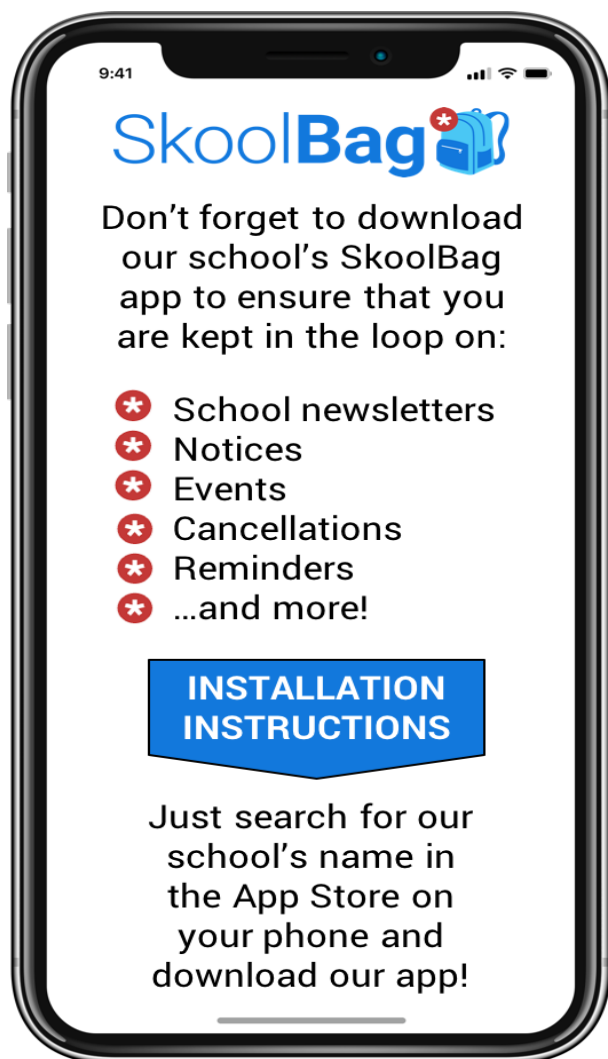 9:41
SkoolBag
Don't forget to download
our school's SkoolBag
app to ensure that you
are kept in the loop on:
School newsletters
Notices
Events
Cancellations
Reminders
...and more!
INSTALLATION
INSTRUCTIONS
Just search for our
school's name in
the App Store on
your phone and
download our app!